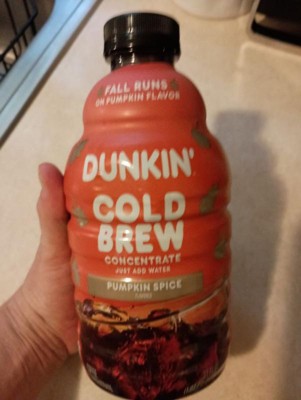 FALL RUNS
ON PUMPKIN FLAVOR
DUNKIN'
COLD
BREW
CONCENTRATE
JUST ADD WATER
PUMPKIN SPICE